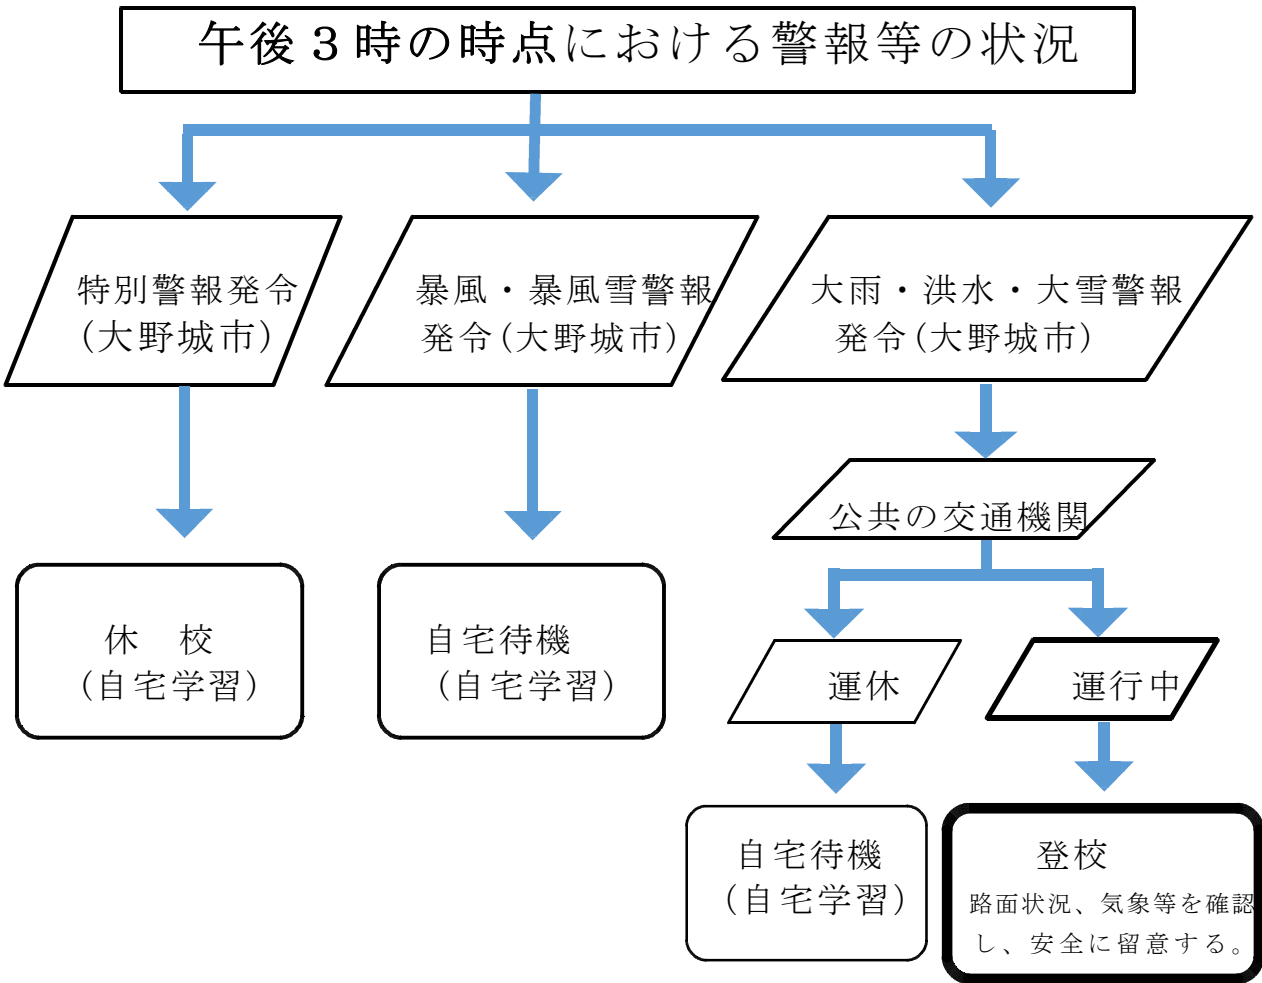 午後３時の時点における警報等の状況
特別警報発令
(大野城市)
暴風・暴風雪警報
発令(大野城市)
大雨・洪水・大雪警報
発令(大野城市)
公共の交通機関
休　校
(自宅学習)
自宅待機
(自宅学習)
運休
運行中
自宅待機
(自宅学習)
登校
路面状況、気象等を確認
し、安全に留意する。